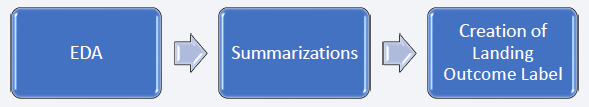 EDA
Summarizations
Creation of
Landing
Outcome Label